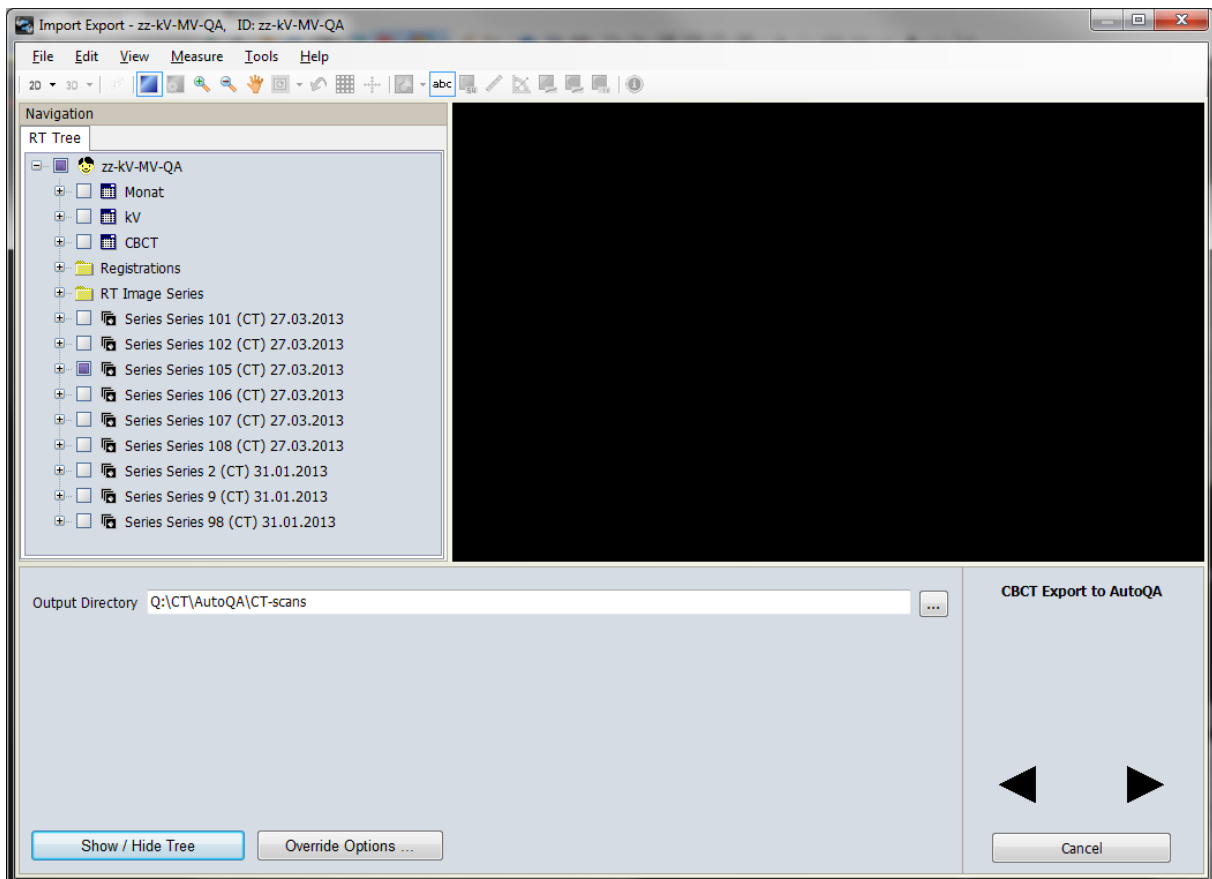 Import Export - zz-kV-MV-QA, ID: zz-kV-MV-QA
File Edit View Measure Tools Help
2D 3D abc
Navigation
RT Tree
zz-kV-MV-QA
Monat
kV
CBCT
Registrations
RT Image Series
Series Series 101 (CT) 27.03.2013
Series Series 102 (CT) 27.03.2013
Series Series 105 (CT) 27.03.2013
Series Series 106 (CT) 27.03.2013
Series Series 107 (CT) 27.03.2013
Series Series 108 (CT) 27.03.2013
Series Series 2 (CT) 31.01.2013
Series Series 9 (CT) 31.01.2013
Series Series 98 (CT) 31.01.2013
Output Directory Q:\CT\AutoQA\CT-scans ...
CBCT Export to AutoQA
Show / Hide Tree Override Options ...
Cancel